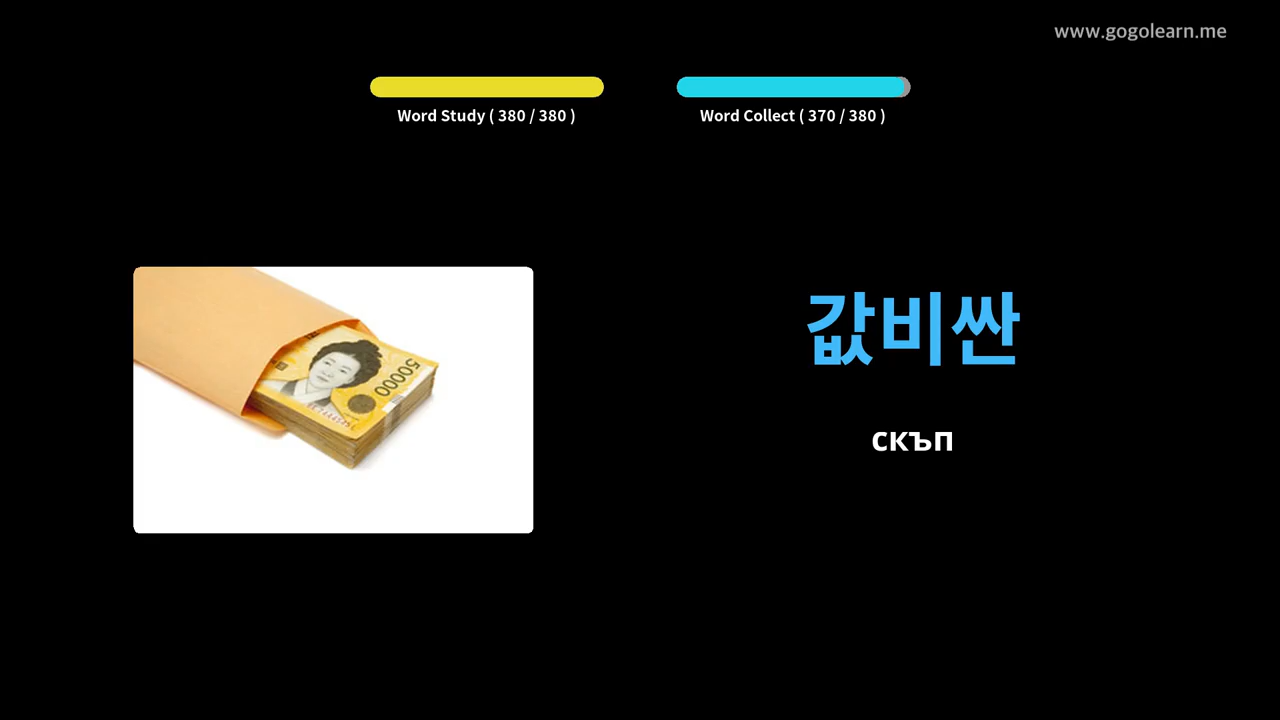 www.gogolearn.me
Word Study ( 380 / 380 )
Word Collect ( 370 / 380 )
50000
값비싼
скъп